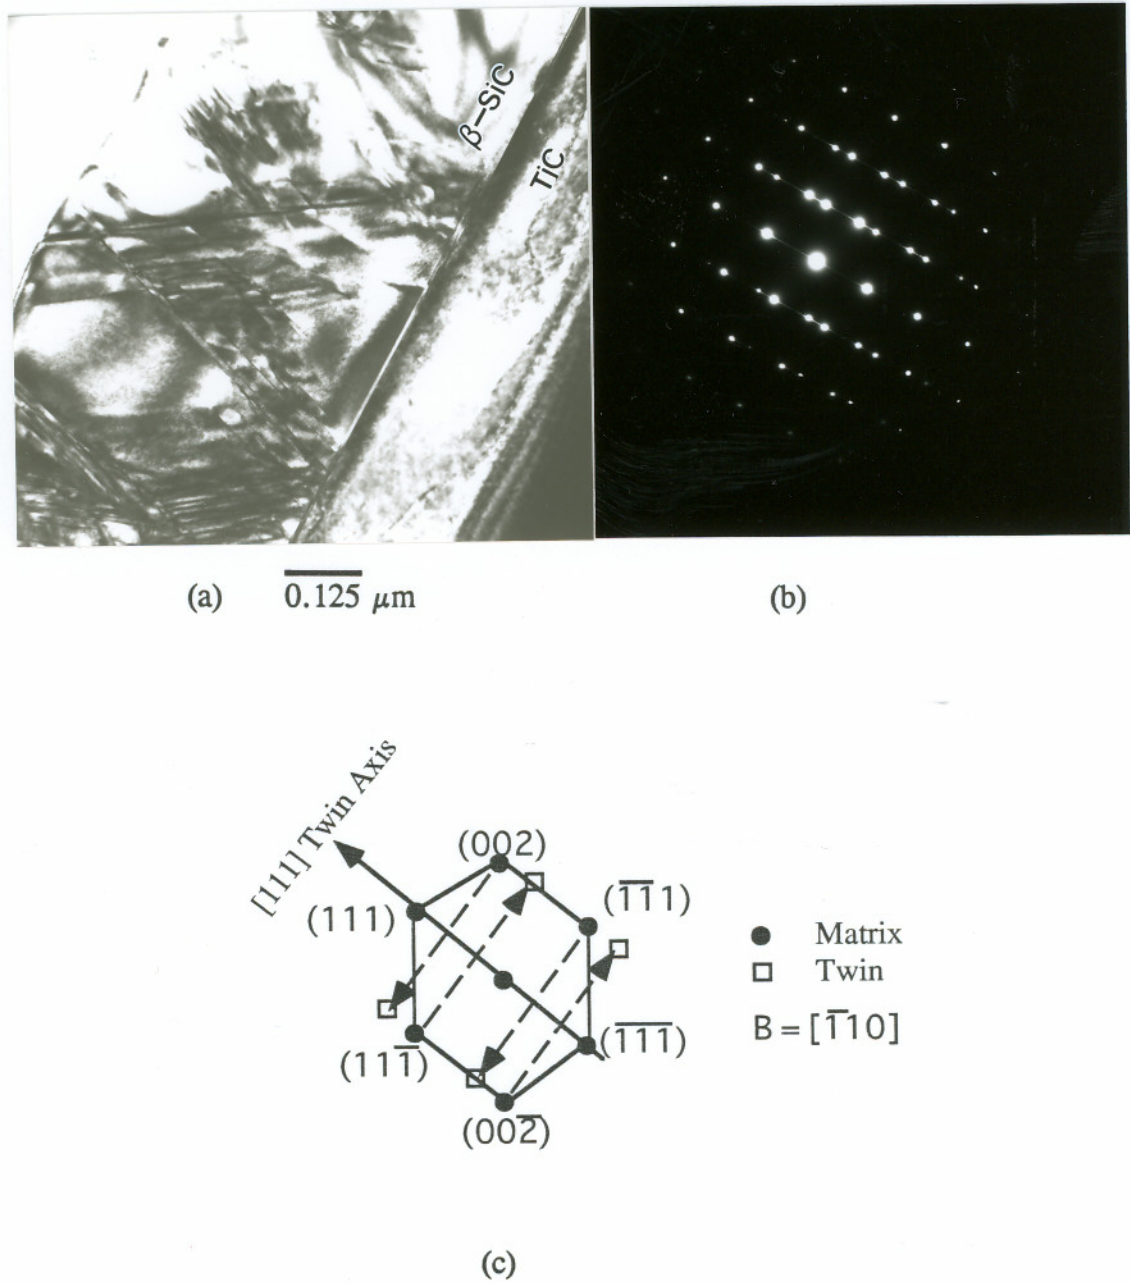 β–SiC
TiC
(a)
0.125 μm
(b)
[111] Twin Axis
(002)
(111)
(1̅1̅1)
Matrix
Twin
B = [1̅10]
(1̅1̅1̅)
(111̅)
(002̅)
(c)